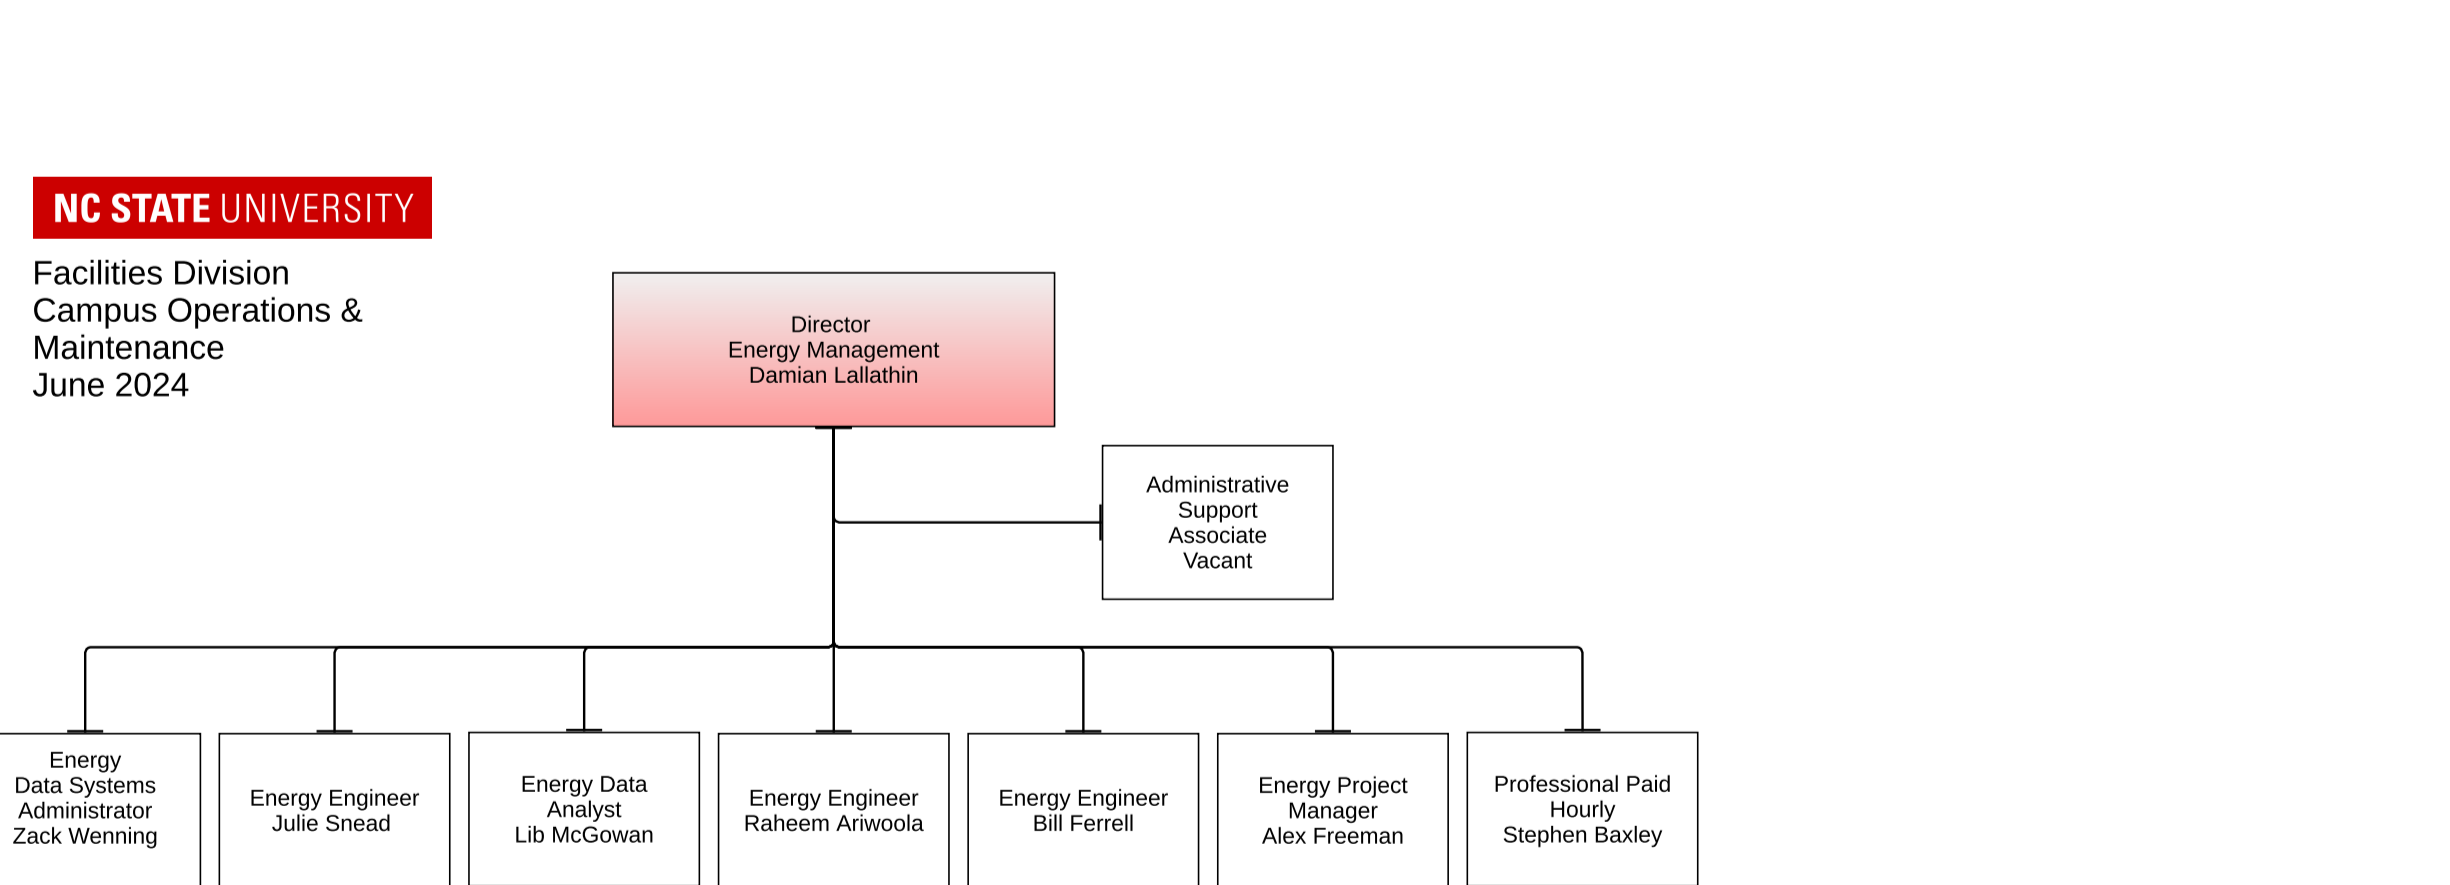 NC STATE UNIVERSITY
Facilities Division
Campus Operations &
Maintenance
June 2024
Director
Energy Management
Damian Lallathin
Administrative
Support
Associate
Vacant
Energy
Data Systems
Administrator
Zack Wenning
Energy Engineer
Julie Snead
Energy Data
Analyst
Lib McGowan
Energy Engineer
Raheem Ariwoola
Energy Engineer
Bill Ferrell
Energy Project
Manager
Alex Freeman
Professional Paid
Hourly
Stephen Baxley